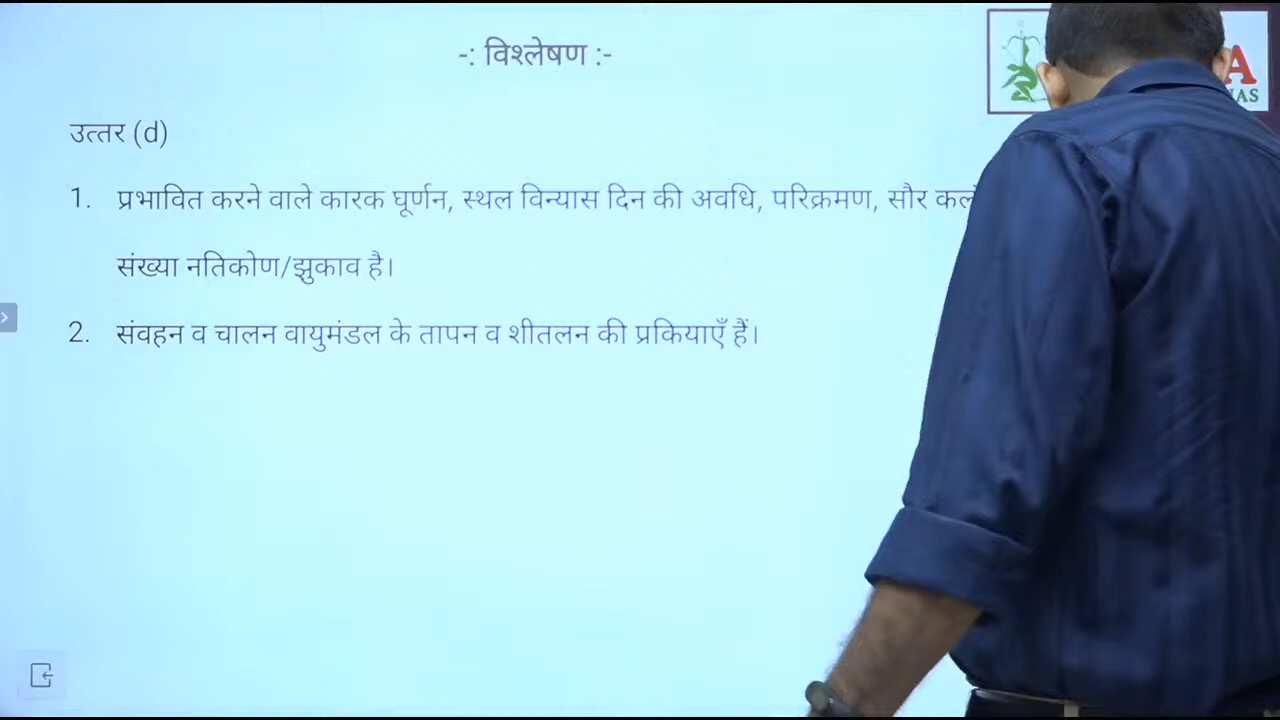 -: विश्लेषण :-
उत्तर (d)
1. प्रभावित करने वाले कारक घूर्णन, स्थल विन्यास दिन की अवधि, परिक्रमण, सौर
संख्या नतिकोण/झुकाव है।
2. संवहन व चालन वायुमंडल के तापन व शीतलन की प्रकियाएँ हैं।